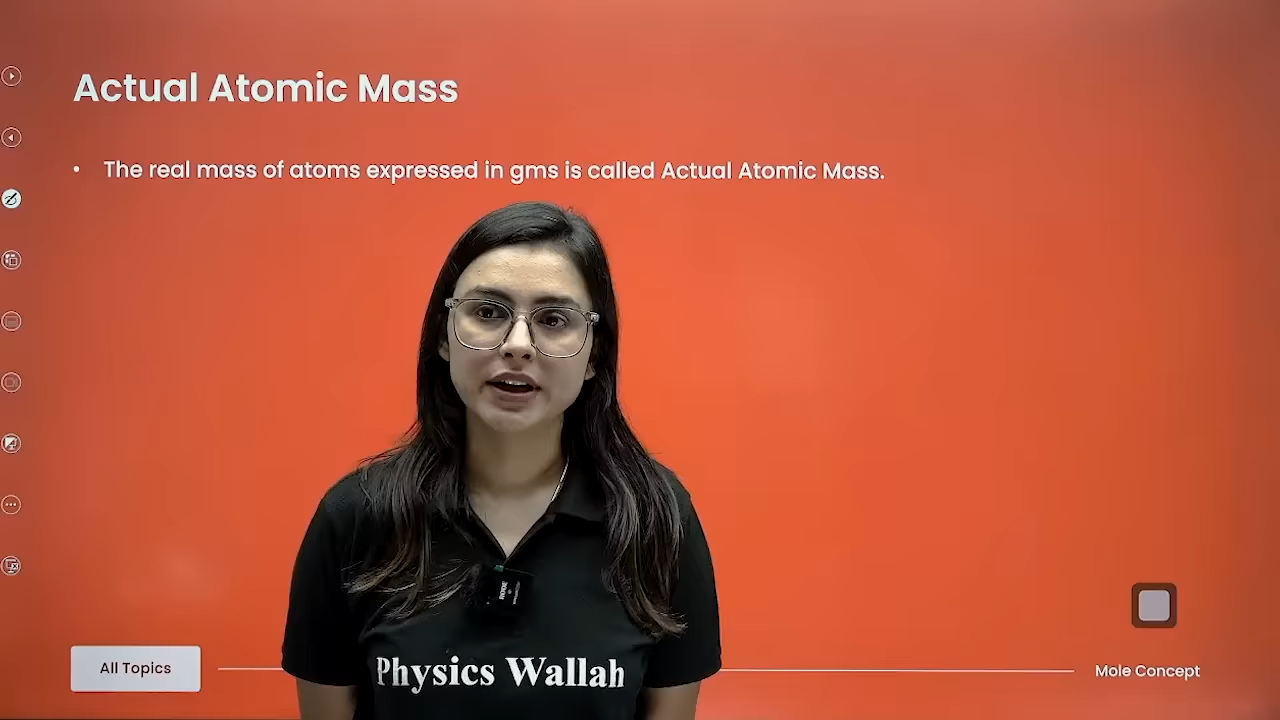 Actual Atomic Mass
• The real mass of atoms expressed in gms is called Actual Atomic Mass.
RODE
Physics Wallah
All Topics
Mole Concept